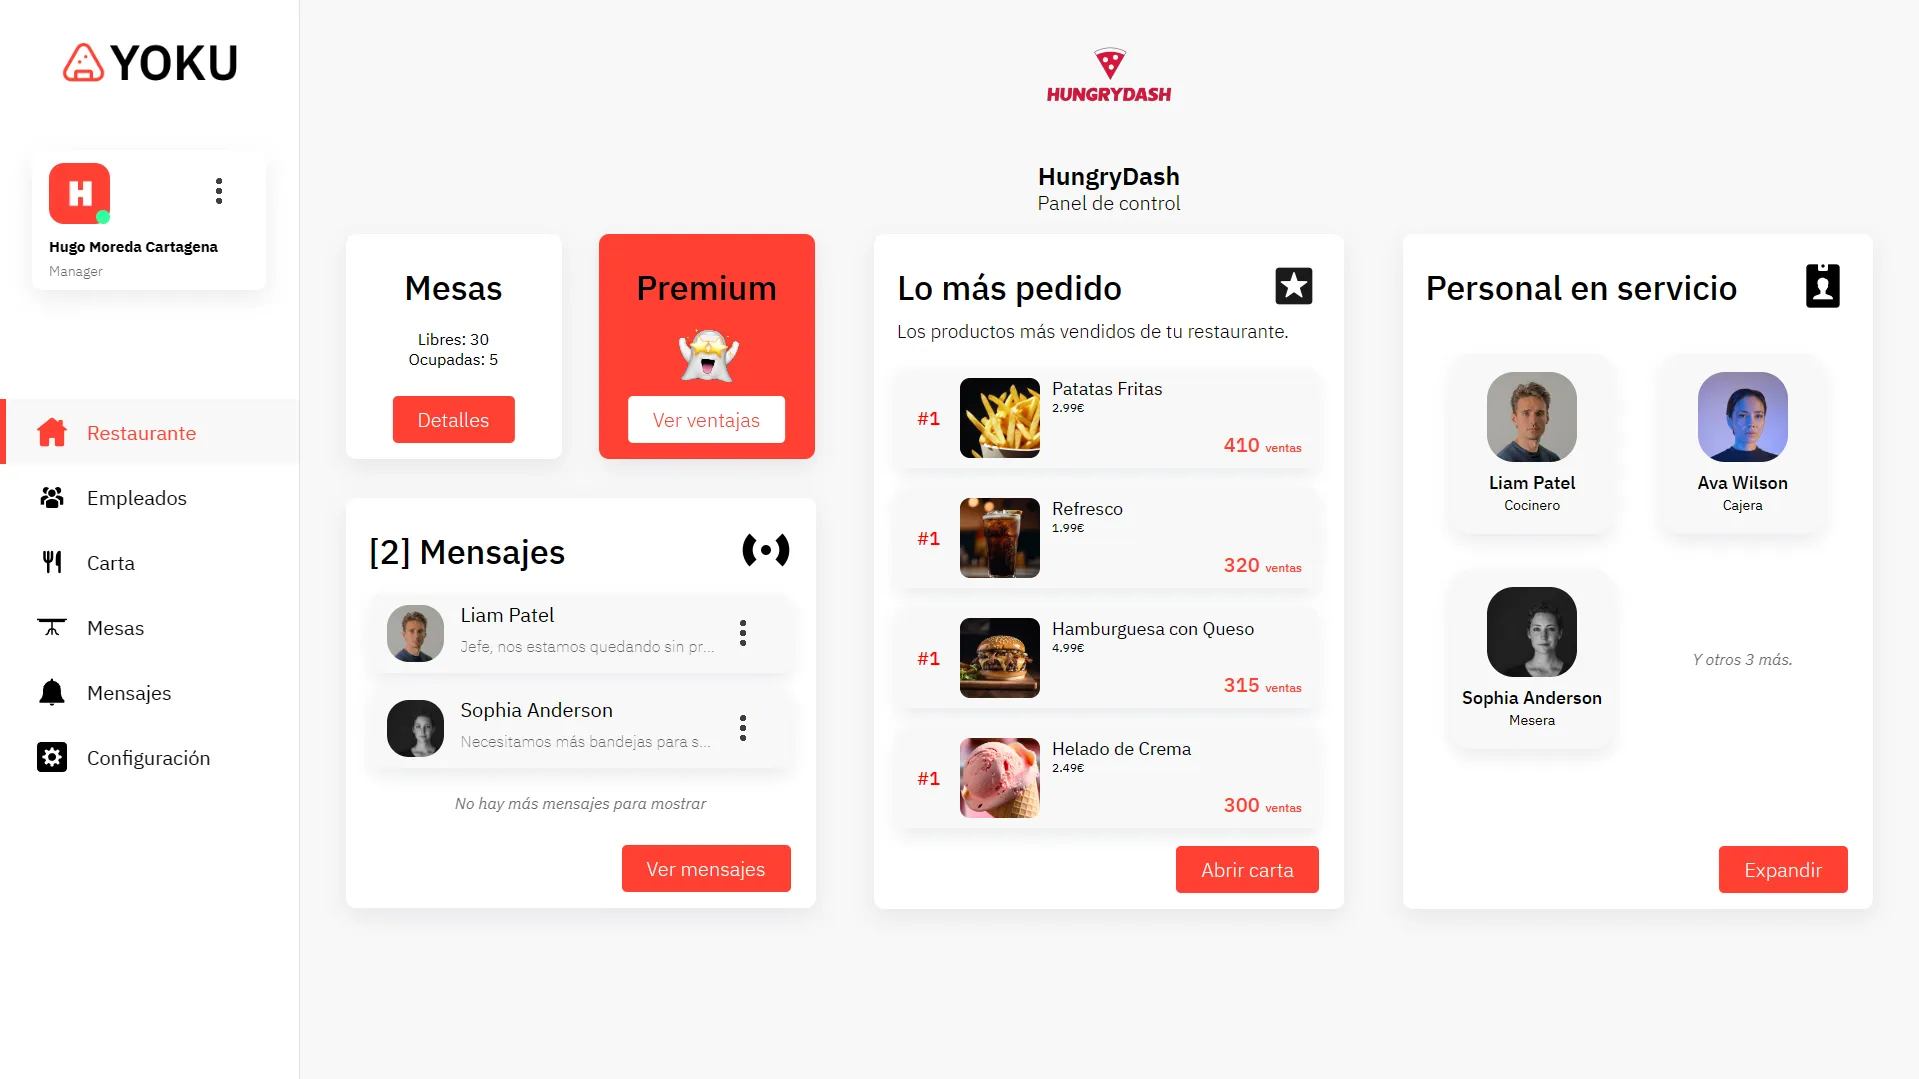 YOKU
H
Hugo Moreda Cartagena
Manager
Restaurante
Empleados
Carta
Mesas
Mensajes
Configuración
HUNGRYDASH
HungryDash
Panel de control
Mesas
Libres: 30
Ocupadas: 5
Detalles
Premium
Ver ventajas
[2] Mensajes
Liam Patel
Jefe, nos estamos quedando sin pr...
Sophia Anderson
Necesitamos más bandejas para s...
No hay más mensajes para mostrar
Ver mensajes
Lo más pedido
Los productos más vendidos de tu restaurante.
#1
Patatas Fritas
2.99€
410 ventas
#1
Refresco
1.99€
320 ventas
#1
Hamburguesa con Queso
4.99€
315 ventas
#1
Helado de Crema
2.49€
300 ventas
Abrir carta
Personal en servicio
Liam Patel
Cocinero
Ava Wilson
Cajera
Sophia Anderson
Mesera
Y otros 3 más.
Expandir